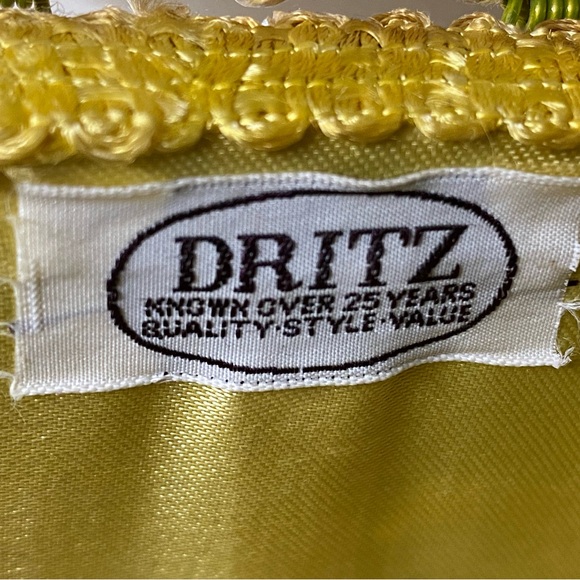 DRITZ
KNOWN OVER 25 YEARS
QUALITY·STYLE·VALUE